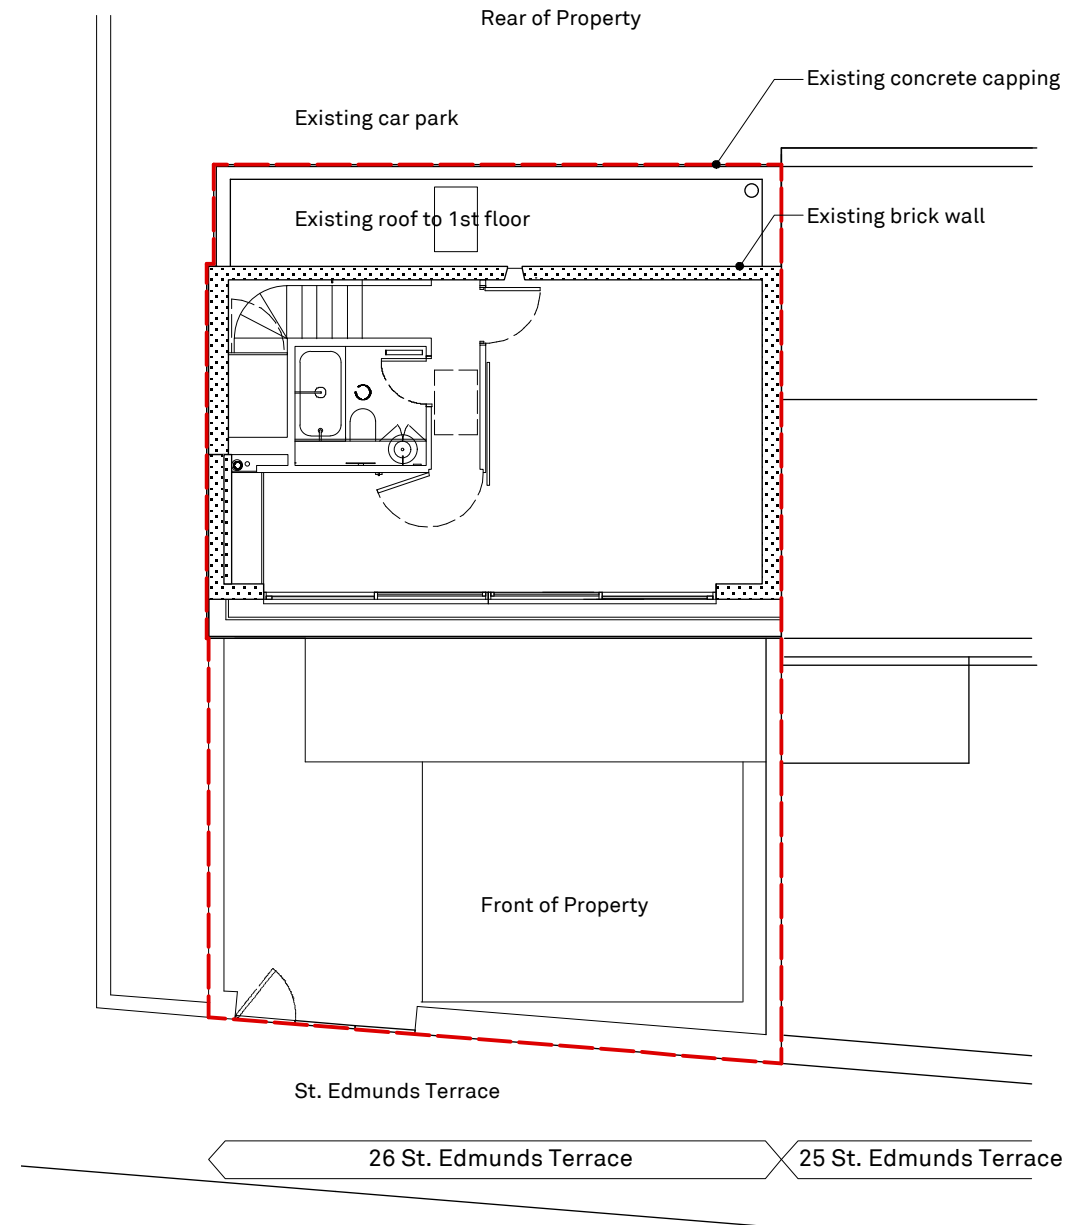 Rear of Property
Existing concrete capping
Existing car park
Existing brick wall
Existing roof to 1st floor
Front of Property
St. Edmunds Terrace
26 St. Edmunds Terrace
25 St. Edmunds Terrace